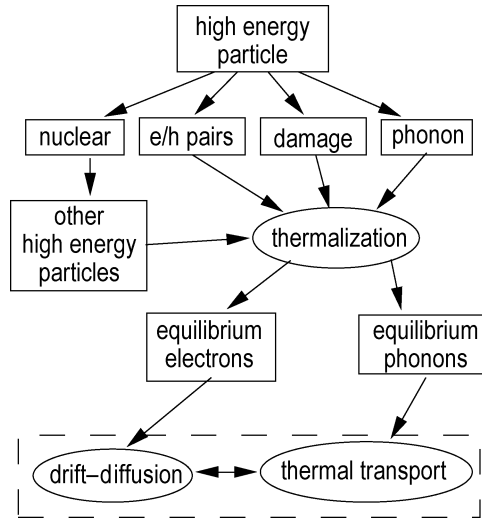 high energy
particle
nuclear
e/h pairs
damage
phonon
other
high energy
particles
thermalization
equilibrium
electrons
equilibrium
phonons
drift–diffusion
thermal transport